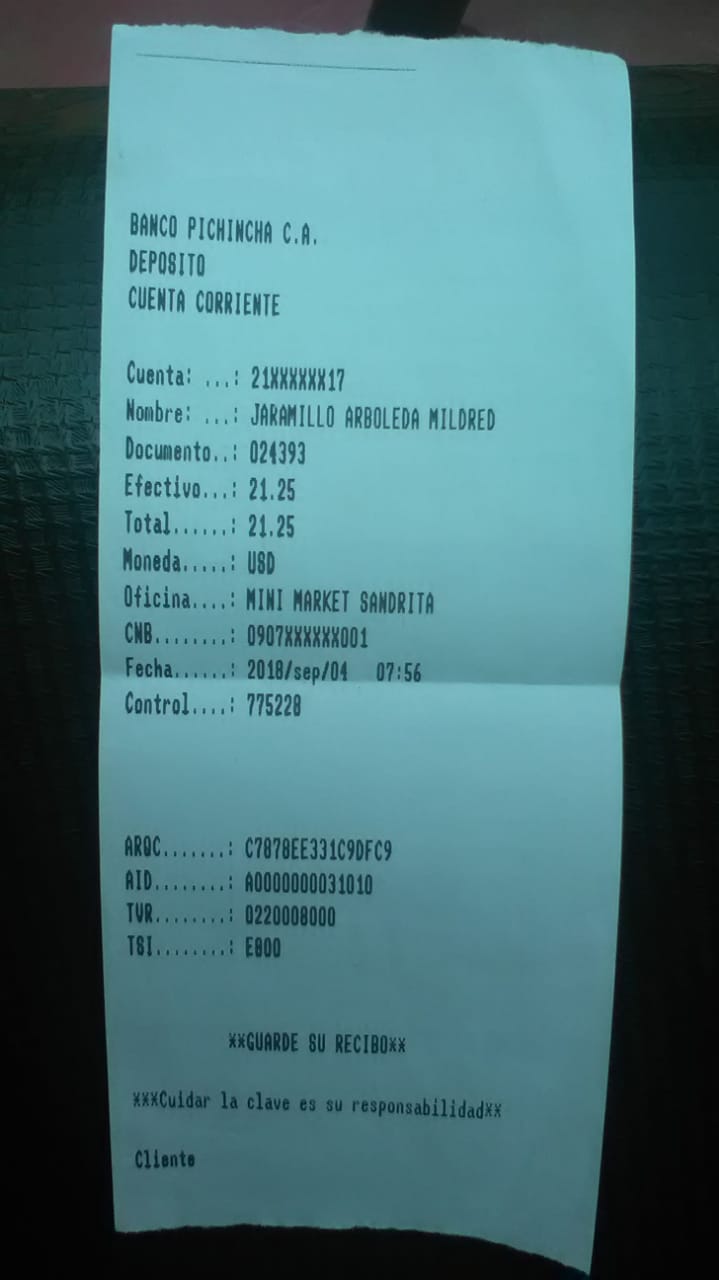 BANCO PICHINCHA C.A.
DEPOSITO
CUENTA CORRIENTE
Cuenta: ...: 21XXXXXX17
Nombre: ...: JARAMILLO ARBOLEDA MILDRED
Documento..: 024393
Efectivo...: 21.25
Total......: 21.25
Moneda.....: USD
Oficina....: MINI MARKET SANDRITA
CNB........: 0907XXXXXX001
Fecha......: 2018/sep/04 07:56
Control....: 775228
ARQC.......: C7878EE331C9DFC9
AID........: A0000000031010
TVR........: 0220008000
TSI........: E800
**GUARDE SU RECIBO**
***Cuidar la clave es su responsabilidad**
Cliente